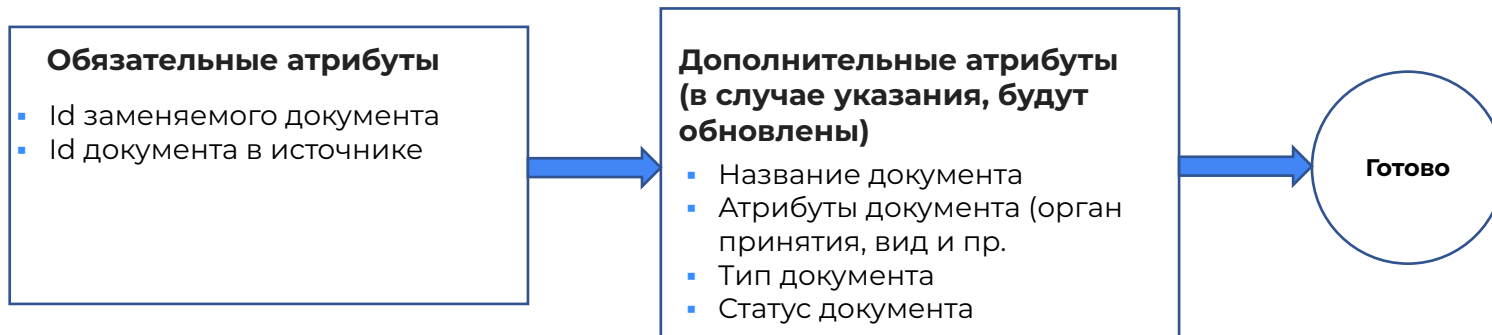 Обязательные атрибуты
Id заменяемого документа
Id документа в источнике
Дополнительные атрибуты
(в случае указания, будут
обновлены)
Название документа
Атрибуты документа (орган
принятия, вид и пр.
Тип документа
Статус документа
Готово